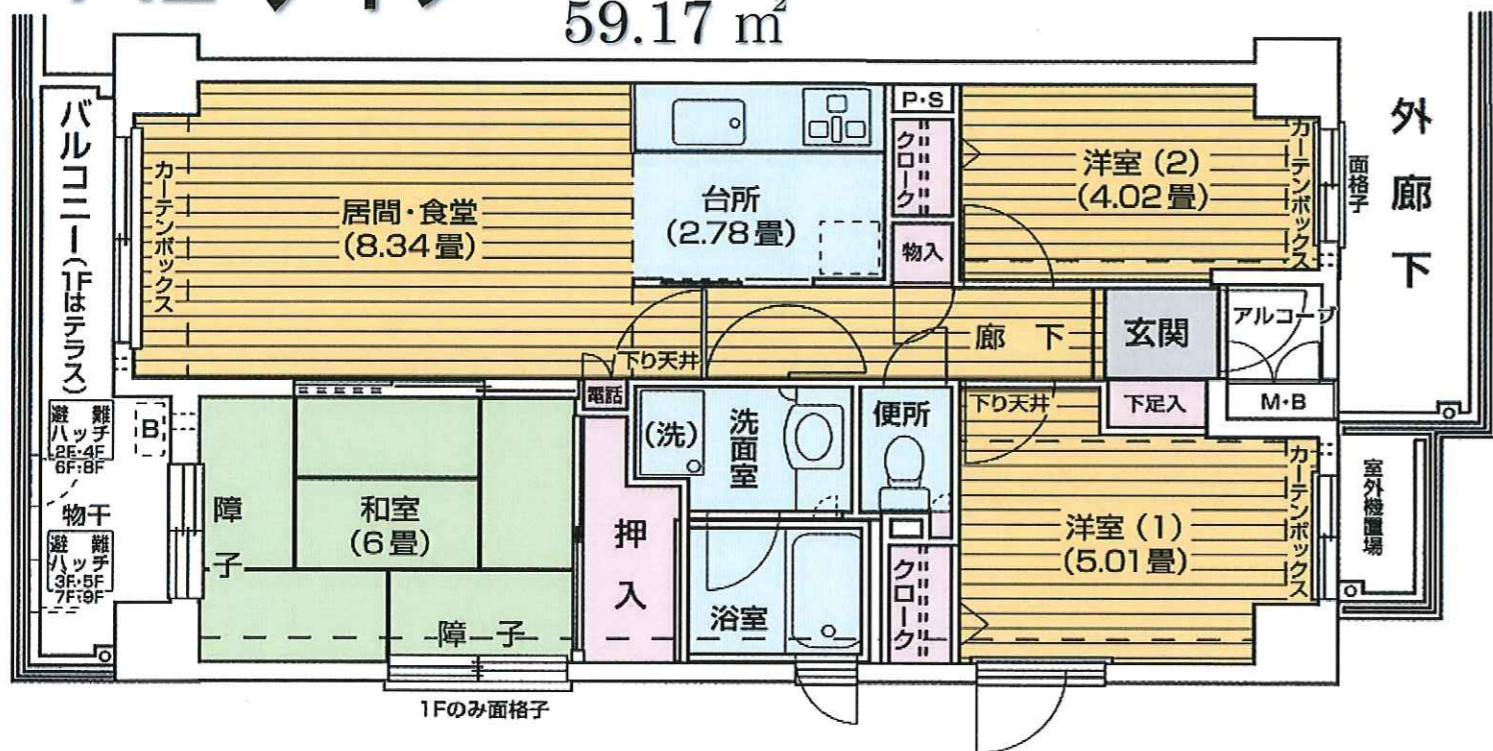 タイプ
59.17 ㎡
バルコニー(1Fはテラス)
カーテンボックス
居間・食堂
(8.34畳)
台所
(2.78畳)
P・S
クローク
物入
洋室(2)
(4.02畳)
カーテンボックス
面格子
外廊下
下り天井
廊 下
玄関
アルコーブ
電話
(洗)
洗面室
便所
下り天井
下足入
M・B
避難
ハッチ
2F・4F
6F・8F
B
物干
避難
ハッチ
3F・5F
7F・9F
障子
和室
(6畳)
障子
押入
浴室
クローク
洋室(1)
(5.01畳)
カーテンボックス
室外機置場
1Fのみ面格子